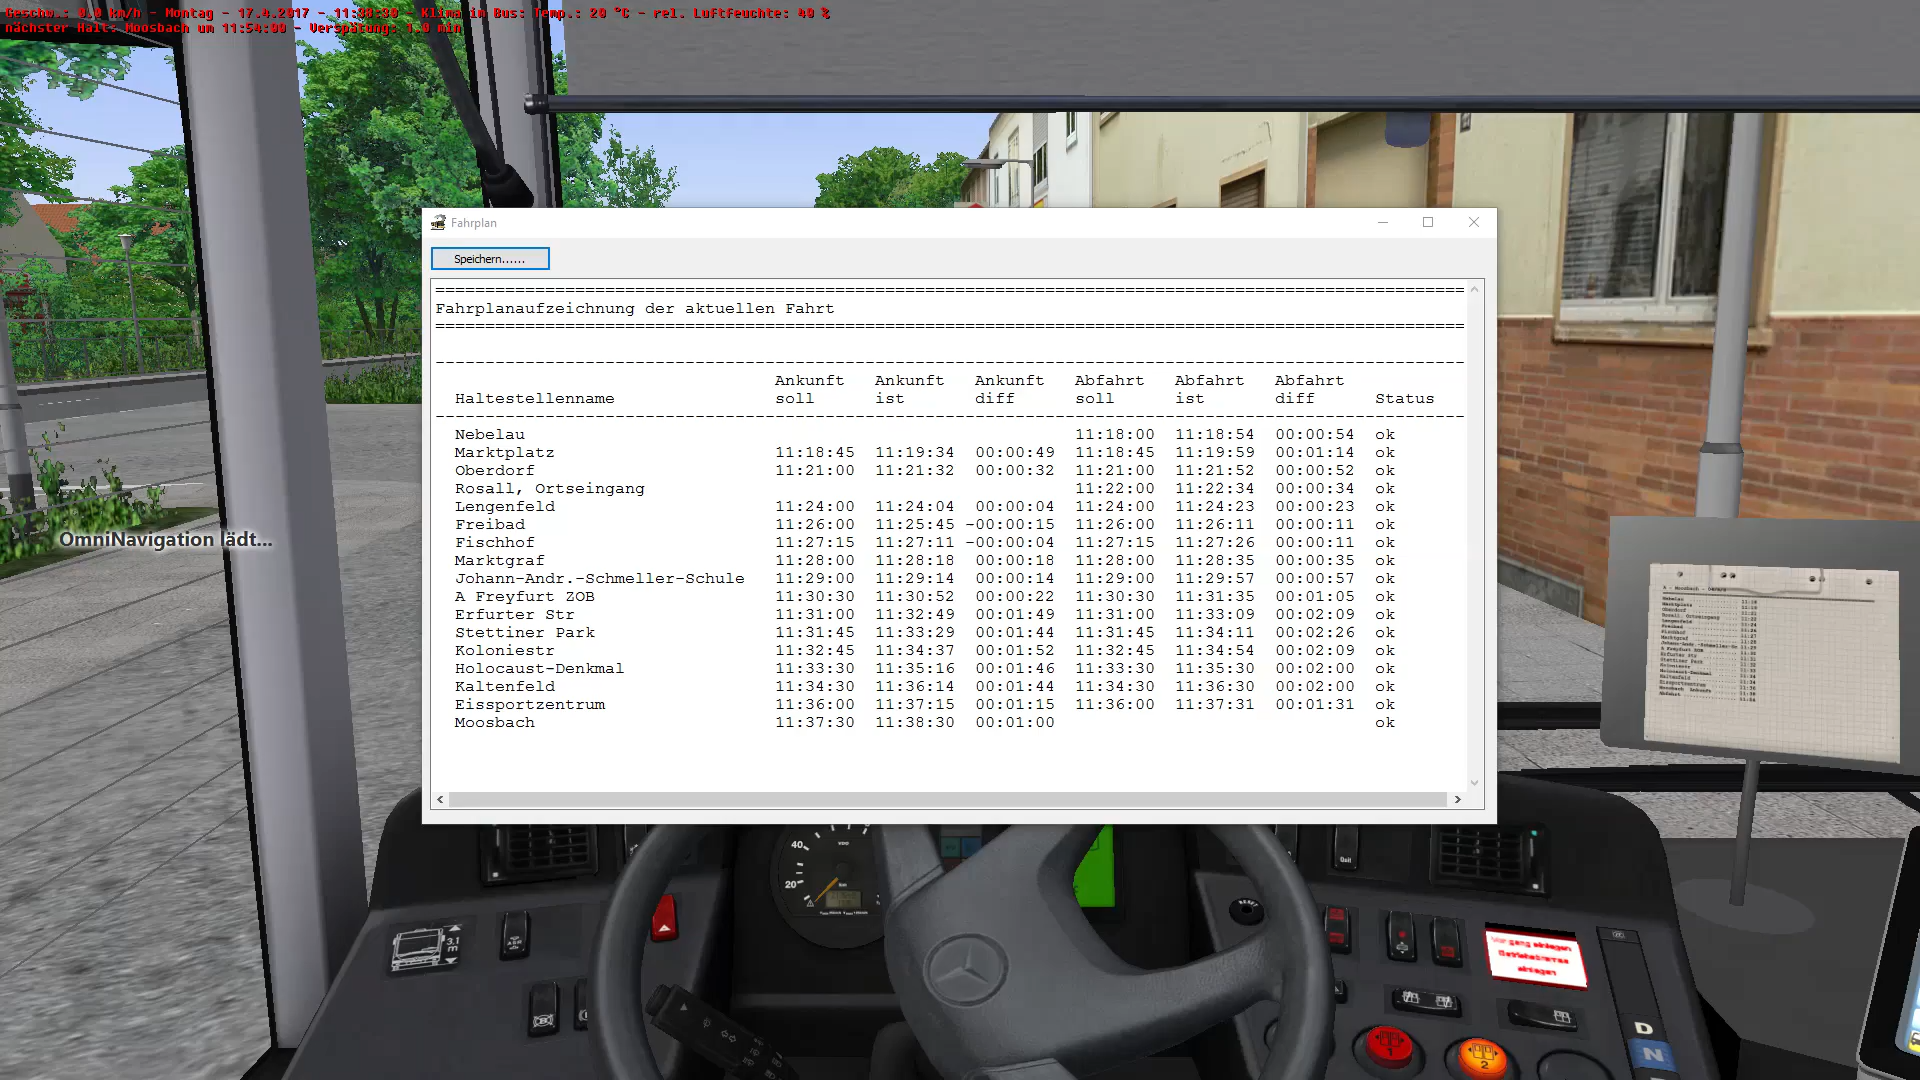 Geschw.: 0.0 km/h - Montag - 17.4.2017 - 11:38:30 - Klima im Bus: Temp.: 20 °C - rel. Luftfeuchte: 40 %
nächster Halt: Moosbach um 11:54:00 - Verspätung: 1.0 min
Fahrplan
Speichern......
Fahrplanaufzeichnung der aktuellen Fahrt
Ankunft Ankunft Ankunft Abfahrt Abfahrt Abfahrt
Haltestellenname soll ist diff soll ist diff Status
Nebelau 11:18:00 11:18:54 00:00:54 ok
Marktplatz 11:18:45 11:19:34 00:00:49 11:18:45 11:19:59 00:01:14 ok
Oberdorf 11:21:00 11:21:32 00:00:32 11:21:00 11:21:52 00:00:52 ok
Rosall, Ortseingang 11:22:00 11:22:34 00:00:34 ok
Lengenfeld 11:24:00 11:24:04 00:00:04 11:24:00 11:24:23 00:00:23 ok
Freibad 11:26:00 11:25:45 -00:00:15 11:26:00 11:26:11 00:00:11 ok
Fischhof 11:27:15 11:27:11 -00:00:04 11:27:15 11:27:26 00:00:11 ok
Marktgraf 11:28:00 11:28:18 00:00:18 11:28:00 11:28:35 00:00:35 ok
Johann-Andr.-Schmeller-Schule 11:29:00 11:29:14 00:00:14 11:29:00 11:29:57 00:00:57 ok
A Freyfurt ZOB 11:30:30 11:30:52 00:00:22 11:30:30 11:31:35 00:01:05 ok
Erfurter Str 11:31:00 11:32:49 00:01:49 11:31:00 11:33:09 00:02:09 ok
Stettiner Park 11:31:45 11:33:29 00:01:44 11:31:45 11:34:11 00:02:26 ok
Koloniestr 11:32:45 11:34:37 00:01:52 11:32:45 11:34:54 00:02:09 ok
Holocaust-Denkmal 11:33:30 11:35:16 00:01:46 11:33:30 11:35:30 00:02:00 ok
Kaltenfeld 11:34:30 11:36:14 00:01:44 11:34:30 11:36:30 00:02:00 ok
Eissportzentrum 11:36:00 11:37:15 00:01:15 11:36:00 11:37:31 00:01:31 ok
Moosbach 11:37:30 11:38:30 00:01:00 ok
OmniNavigation lädt...
40
20
3.1
m
RESET
1
2
D
N